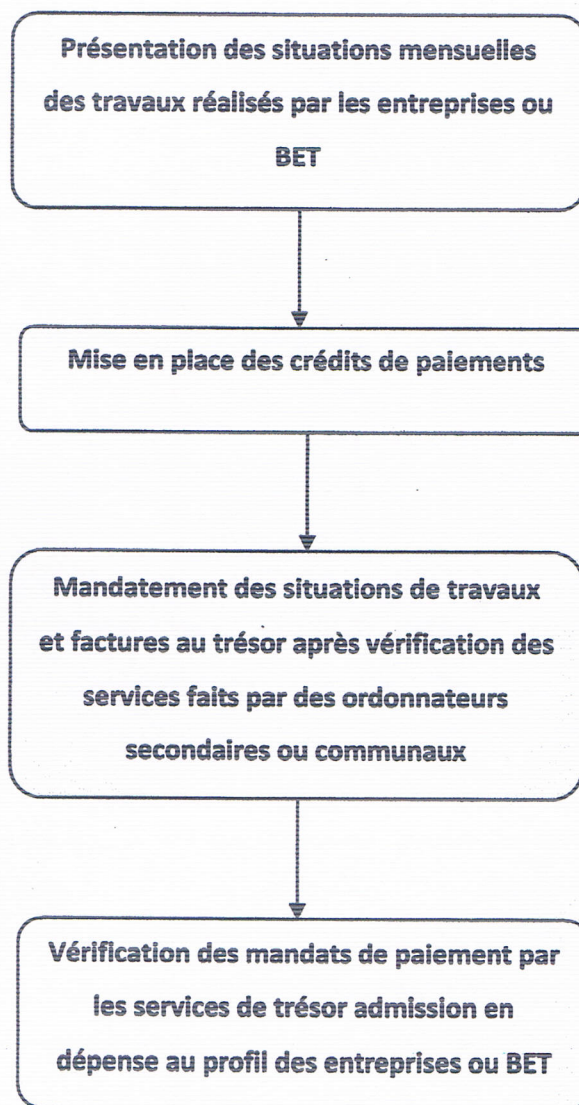 Présentation des situations mensuelles
des travaux réalisés par les entreprises ou
BET
Mise en place des crédits de paiements
Mandatement des situations de travaux
et factures au trésor après vérification des
services faits par des ordonnateurs
secondaires ou communaux
Vérification des mandats de paiement par
les services de trésor admission en
dépense au profil des entreprises ou BET